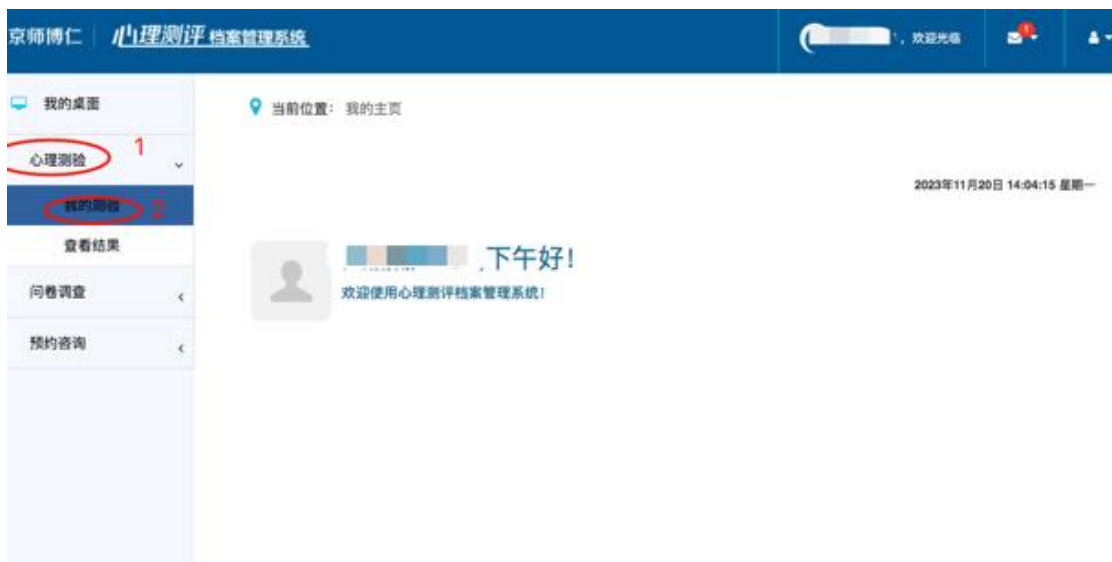 京师博仁 心理测评 档案管理系统
，欢迎光临
1
我的桌面
当前位置： 我的主页
心理测验 1
2023年11月20日 14:04:15 星期一
我的测验 2
查看结果
,下午好！
欢迎使用心理测评档案管理系统！
问卷调查
预约咨询